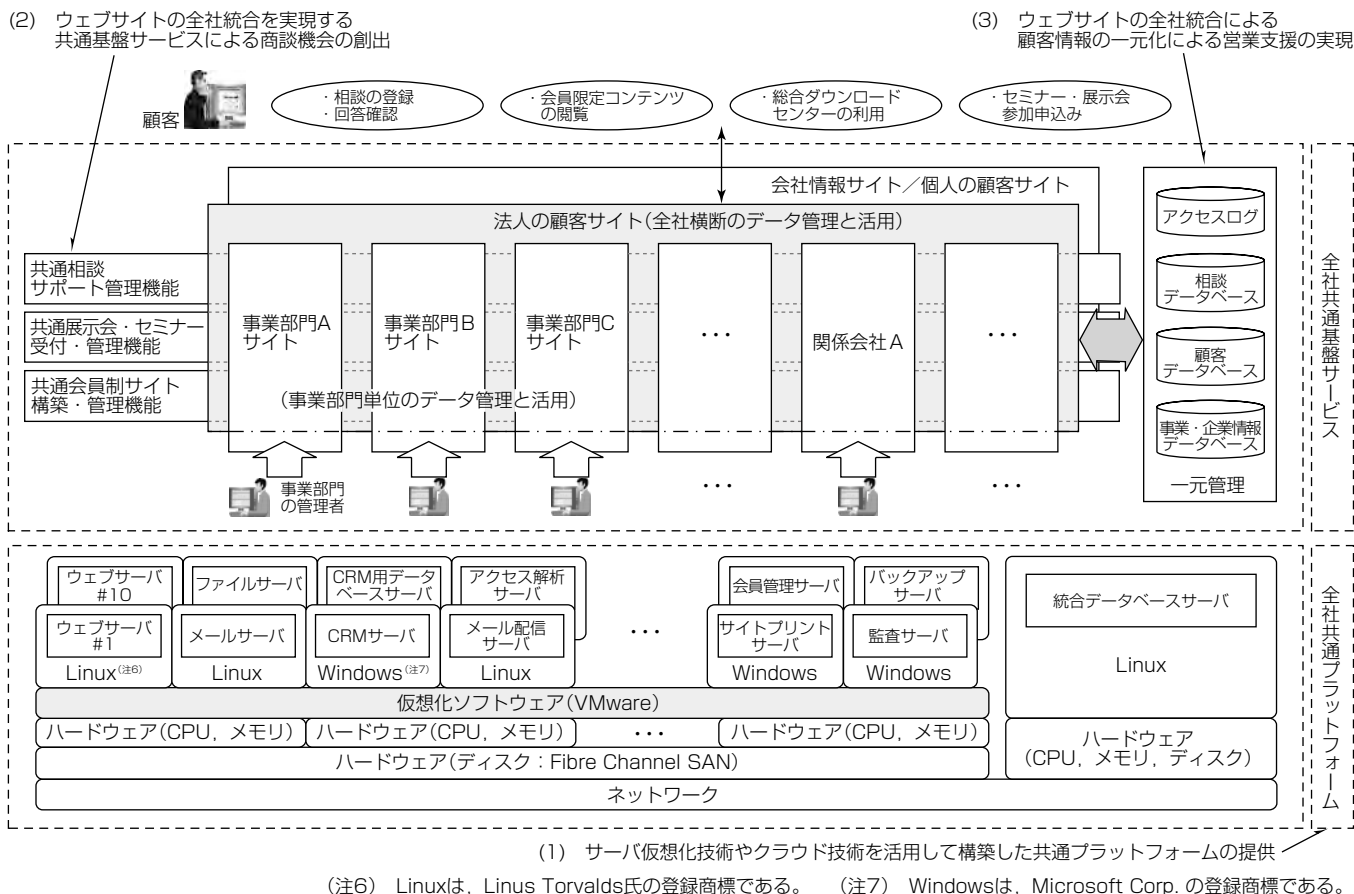 (2) ウェブサイトの全社統合を実現する
共通基盤サービスによる商談機会の創出
(3) ウェブサイトの全社統合による
顧客情報の一元化による営業支援の実現
顧客
・相談の登録
・回答確認
・会員限定コンテンツ
の閲覧
・総合ダウンロード
センターの利用
・セミナー・展示会
参加申込み
会社情報サイト／個人の顧客サイト
法人の顧客サイト(全社横断のデータ管理と活用)
共通相談
サポート管理機能
共通展示会・セミナー
受付・管理機能
共通会員制サイト
構築・管理機能
事業部門A
サイト
事業部門B
サイト
事業部門C
サイト
・・・
関係会社A
・・・
(事業部門単位のデータ管理と活用)
事業部門
の管理者
・・・
・・・
アクセスログ
相談
データベース
顧客
データベース
事業・企業情報
データベース
一元管理
全社共通基盤サービス
ウェブサーバ
#10
ファイルサーバ
CRM用データ
ベースサーバ
アクセス解析
サーバ
会員管理サーバ
バックアップ
サーバ
ウェブサーバ
#1
メールサーバ
CRMサーバ
メール配信
サーバ
・・・
サイトプリント
サーバ
監査サーバ
統合データベースサーバ
Linux(注6)
Linux
Windows(注7)
Linux
Windows
Windows
Linux
仮想化ソフトウェア(VMware)
ハードウェア(CPU，メモリ)
ハードウェア(CPU，メモリ)
・・・
ハードウェア(CPU，メモリ)
ハードウェア
(CPU，メモリ，ディスク)
ハードウェア(ディスク：Fibre Channel SAN)
ネットワーク
全社共通プラットフォーム
(1) サーバ仮想化技術やクラウド技術を活用して構築した共通プラットフォームの提供
(注6) Linuxは，Linus Torvalds氏の登録商標である。 (注7) Windowsは，Microsoft Corp. の登録商標である。